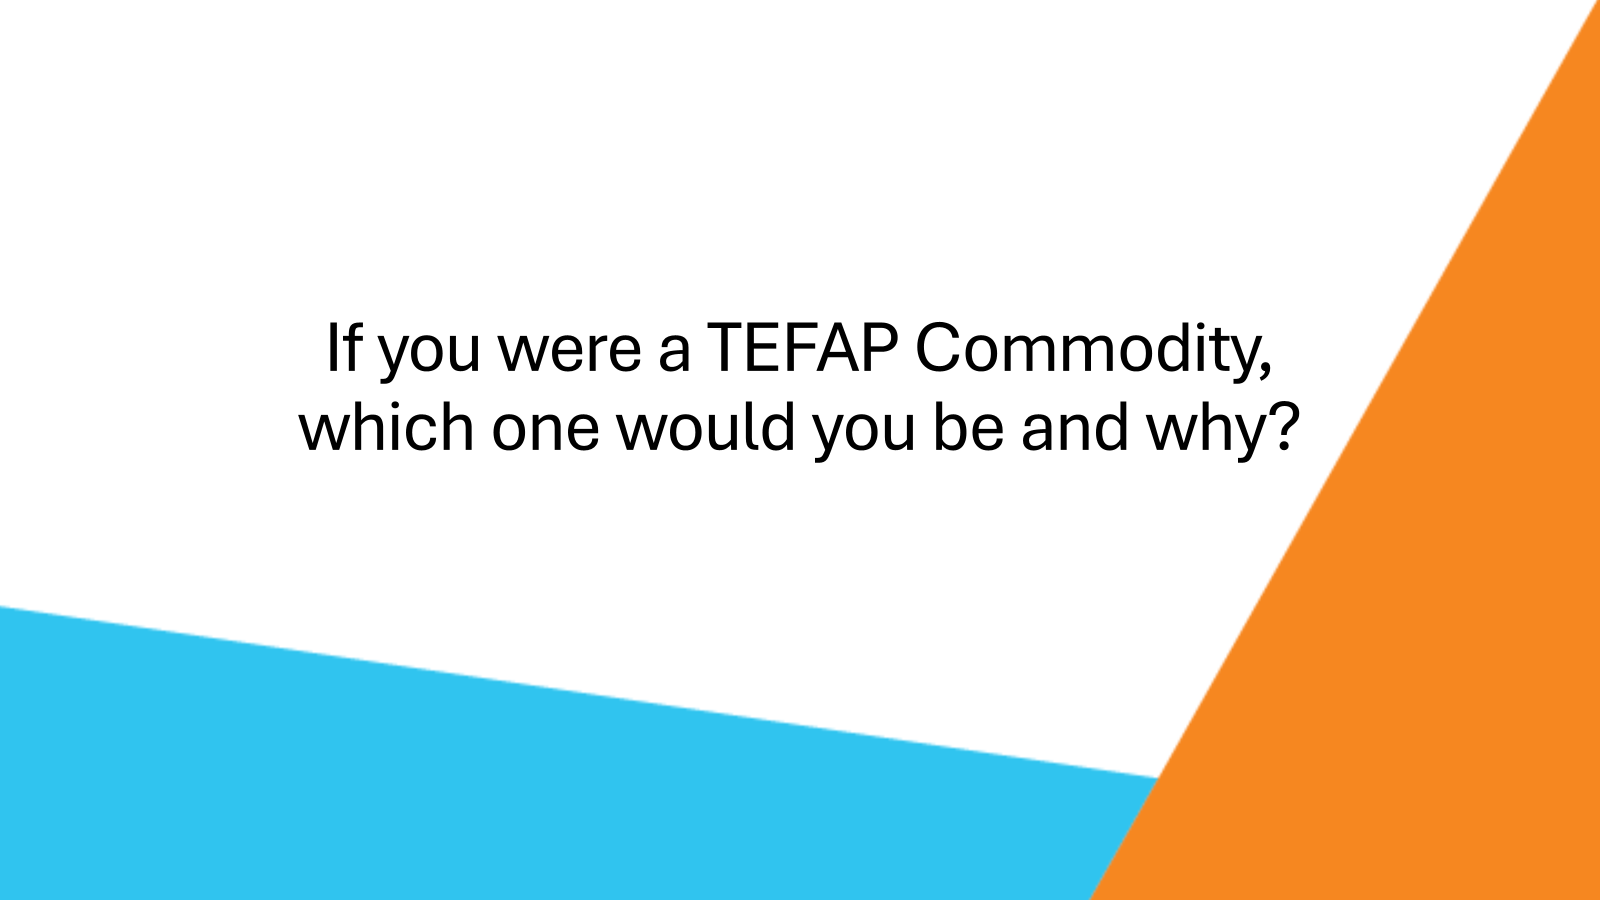 If you were a TEFAP Commodity,
which one would you be and why?